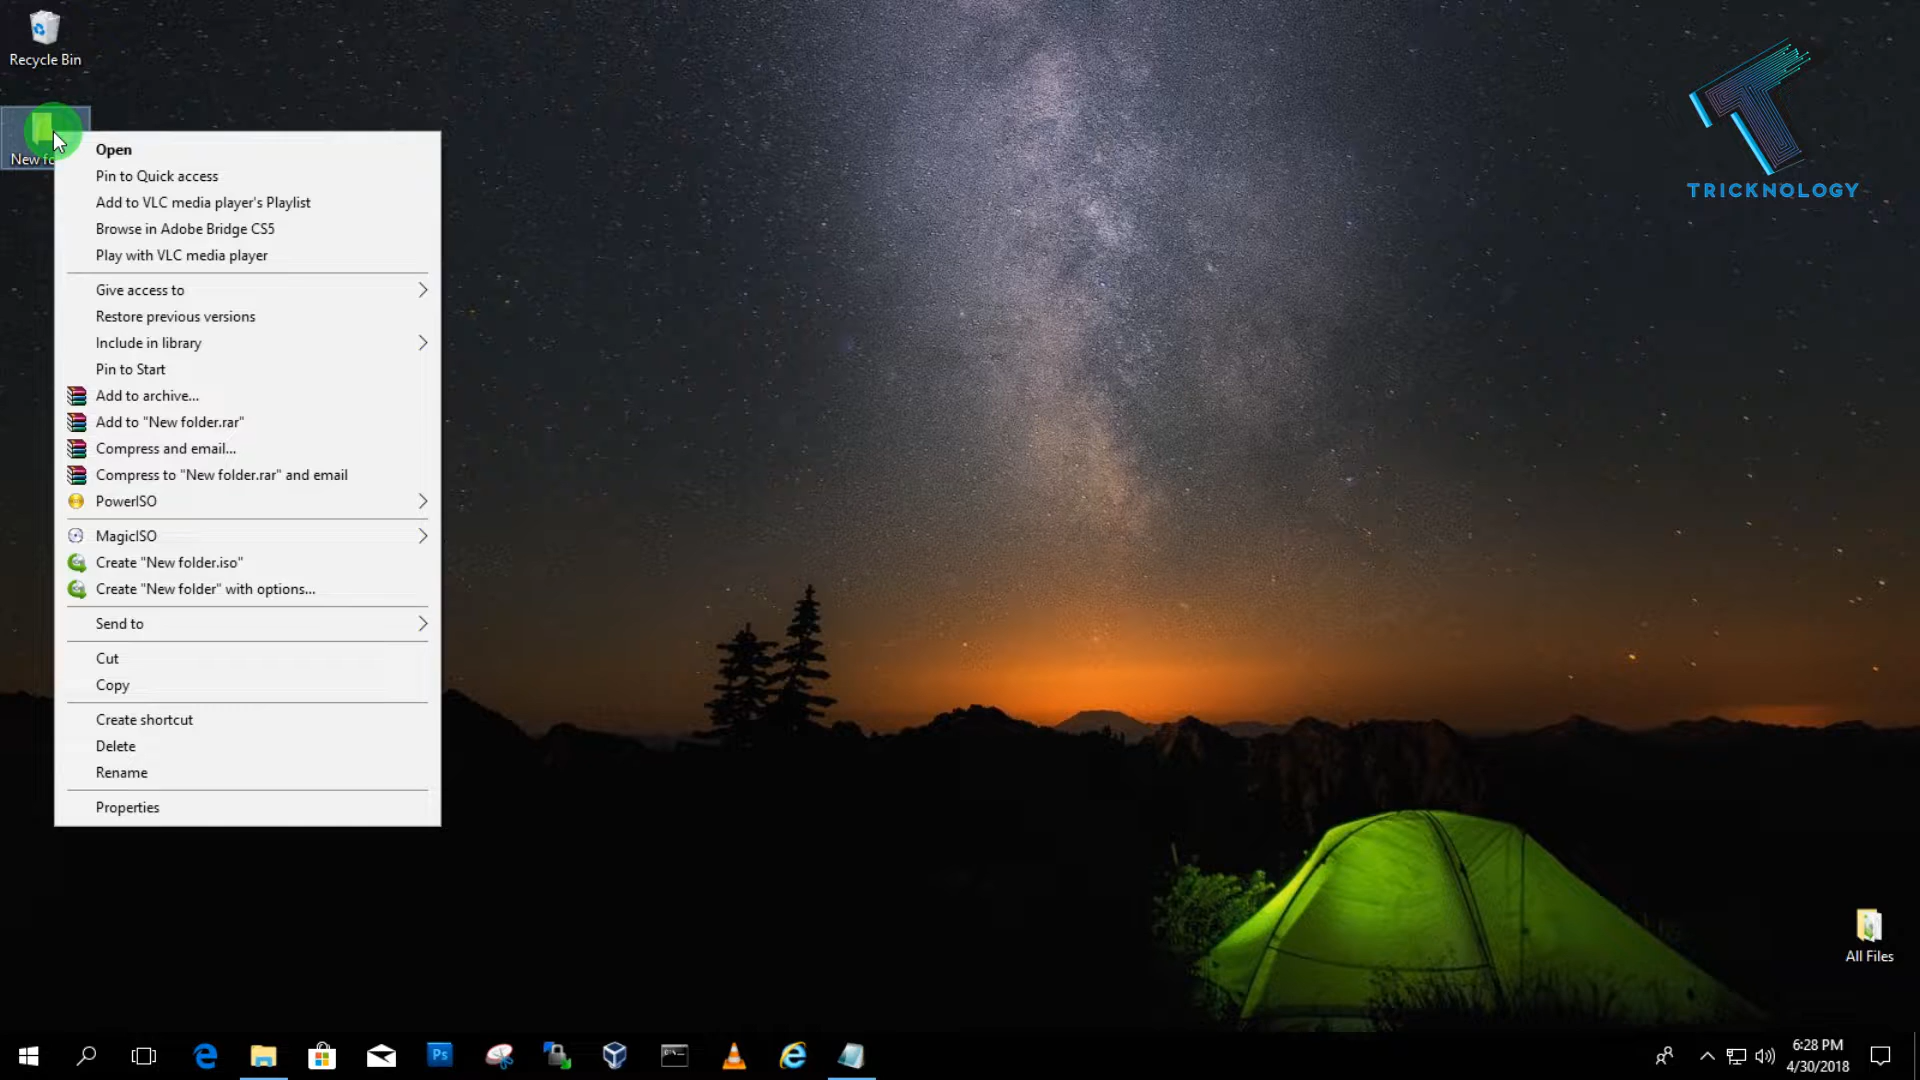 Recycle Bin
TRICKNOLOGY
New fo
Open
Pin to Quick access
Add to VLC media player's Playlist
Browse in Adobe Bridge CS5
Play with VLC media player
Give access to
Restore previous versions
Include in library
Pin to Start
Add to archive...
Add to "New folder.rar"
Compress and email...
Compress to "New folder.rar" and email
PowerISO
MagicISO
Create "New folder.iso"
Create "New folder" with options...
Send to
Cut
Copy
Create shortcut
Delete
Rename
Properties
All Files
Ps
6:28 PM
4/30/2018